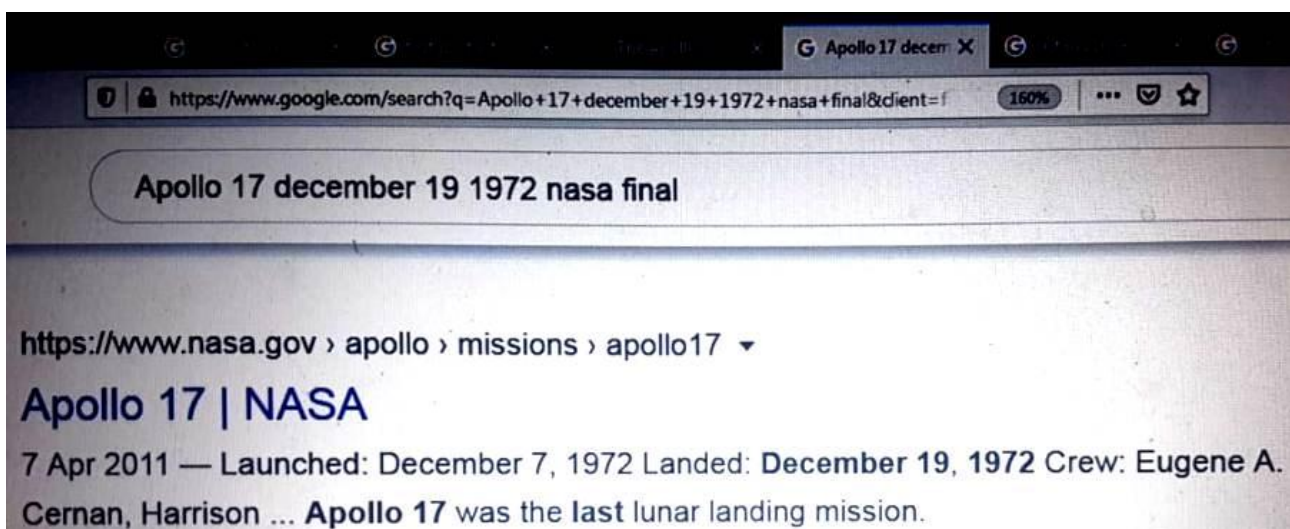 G Apollo 17 decem X
https://www.google.com/search?q=Apollo+17+december+19+1972+nasa+final&client=f 160%
Apollo 17 december 19 1972 nasa final
https://www.nasa.gov › apollo › missions › apollo17
Apollo 17 | NASA
7 Apr 2011 — Launched: December 7, 1972 Landed: December 19, 1972 Crew: Eugene A.
Cernan, Harrison ... Apollo 17 was the last lunar landing mission.